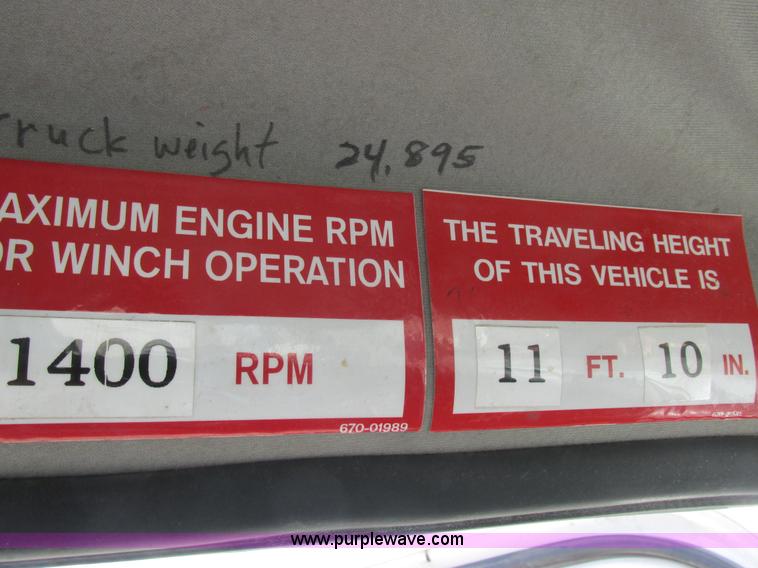 truck weight 24,895
AXIMUM ENGINE RPM
OR WINCH OPERATION
1400 RPM
670-01989
THE TRAVELING HEIGHT
OF THIS VEHICLE IS
11 FT. 10 IN.
www.purplewave.com